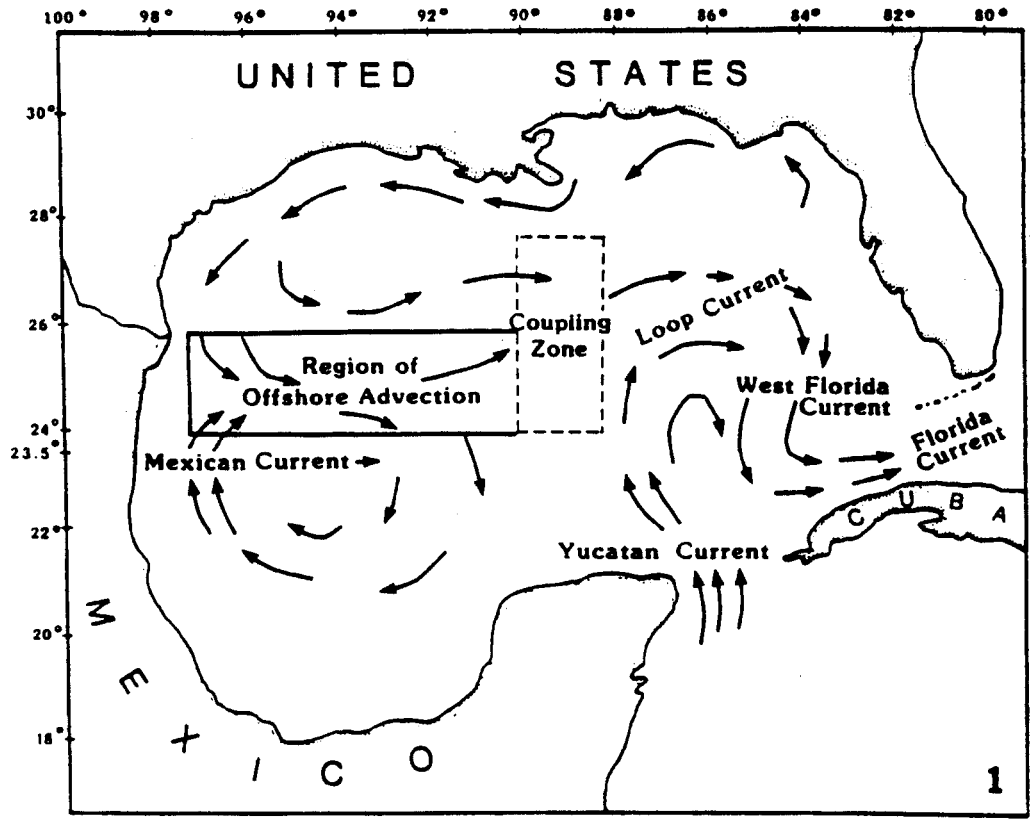 100° 98° 96° 94° 92° 90° 88° 86° 84° 82° 80°
UNITED STATES
30°
28°
26°
24°
23.5°
22°
20°
18°
Loop Current
Coupling
Zone
Region of
Offshore Advection
West Florida
Current
Florida
Current
Mexican Current
CUBA
Yucatan Current
MEXICO
1